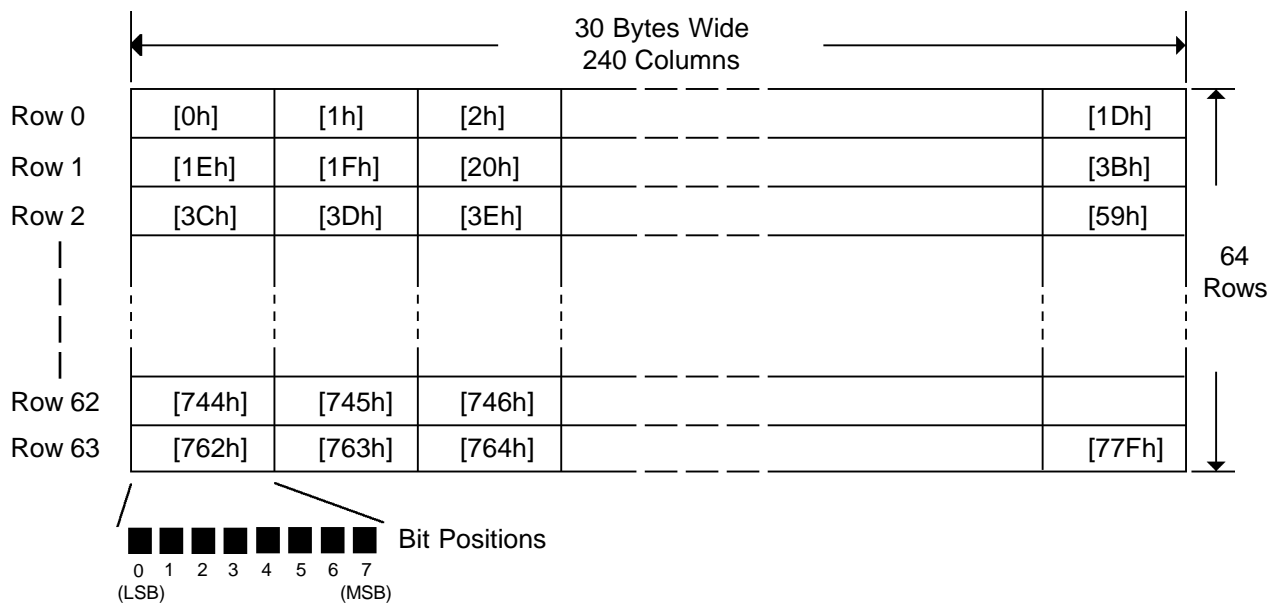 30 Bytes Wide
240 Columns
Row 0 [0h] [1h] [2h] [1Dh]
Row 1 [1Eh] [1Fh] [20h] [3Bh]
Row 2 [3Ch] [3Dh] [3Eh] [59h]
64
Rows
Row 62 [744h] [745h] [746h]
Row 63 [762h] [763h] [764h] [77Fh]
Bit Positions
0 1 2 3 4 5 6 7
(LSB) (MSB)